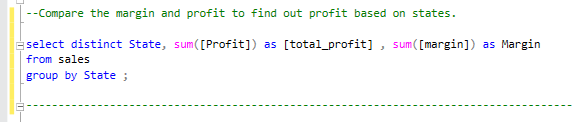 --Compare the margin and profit to find out profit based on states.
select distinct State, sum([Profit]) as [total_profit] , sum([margin]) as Margin
from sales
group by State ;
--------------------------------------------------------------------------------